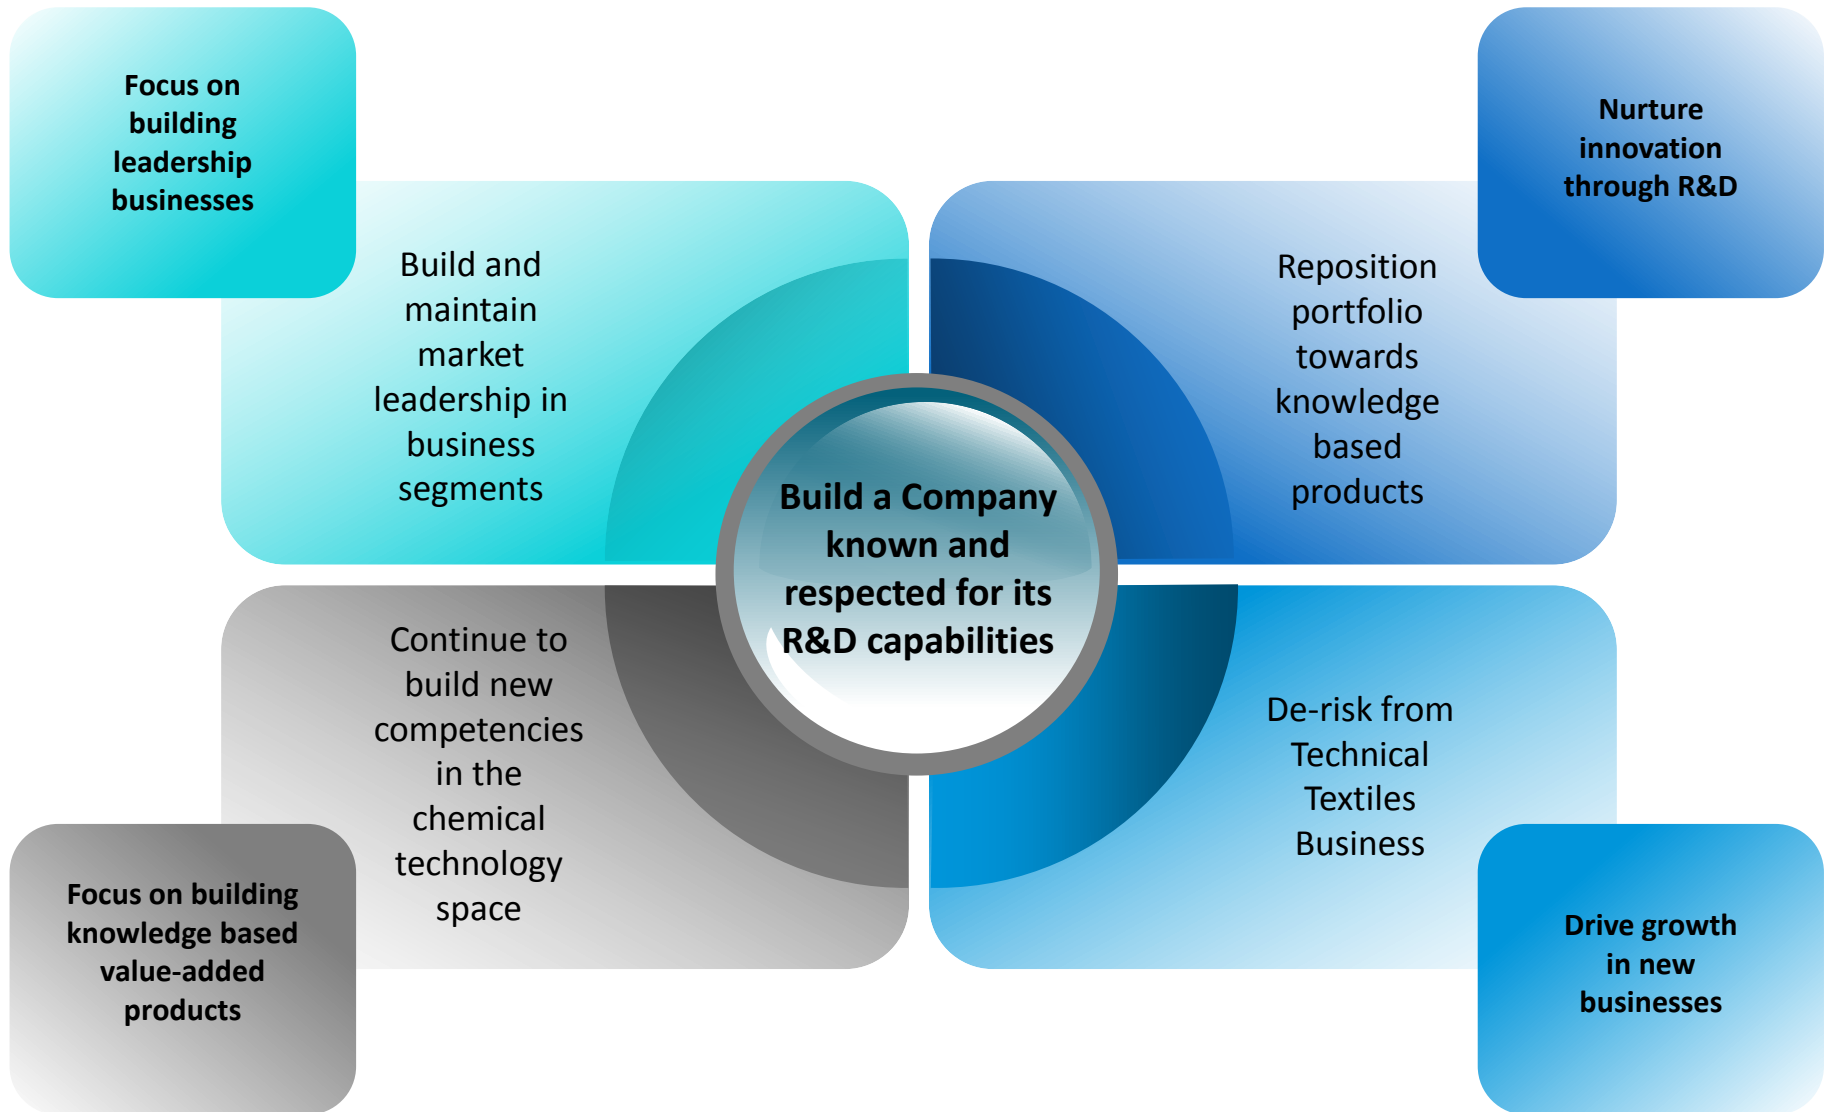 Focus on
building
leadership
businesses
Build and
maintain
market
leadership in
business
segments
Nurture
innovation
through R&D
Reposition
portfolio
towards
knowledge
based
products
Build a Company
known and
respected for its
R&D capabilities
Continue to
build new
competencies
in the
chemical
technology
space
Focus on building
knowledge based
value-added
products
De-risk from
Technical
Textiles
Business
Drive growth
in new
businesses